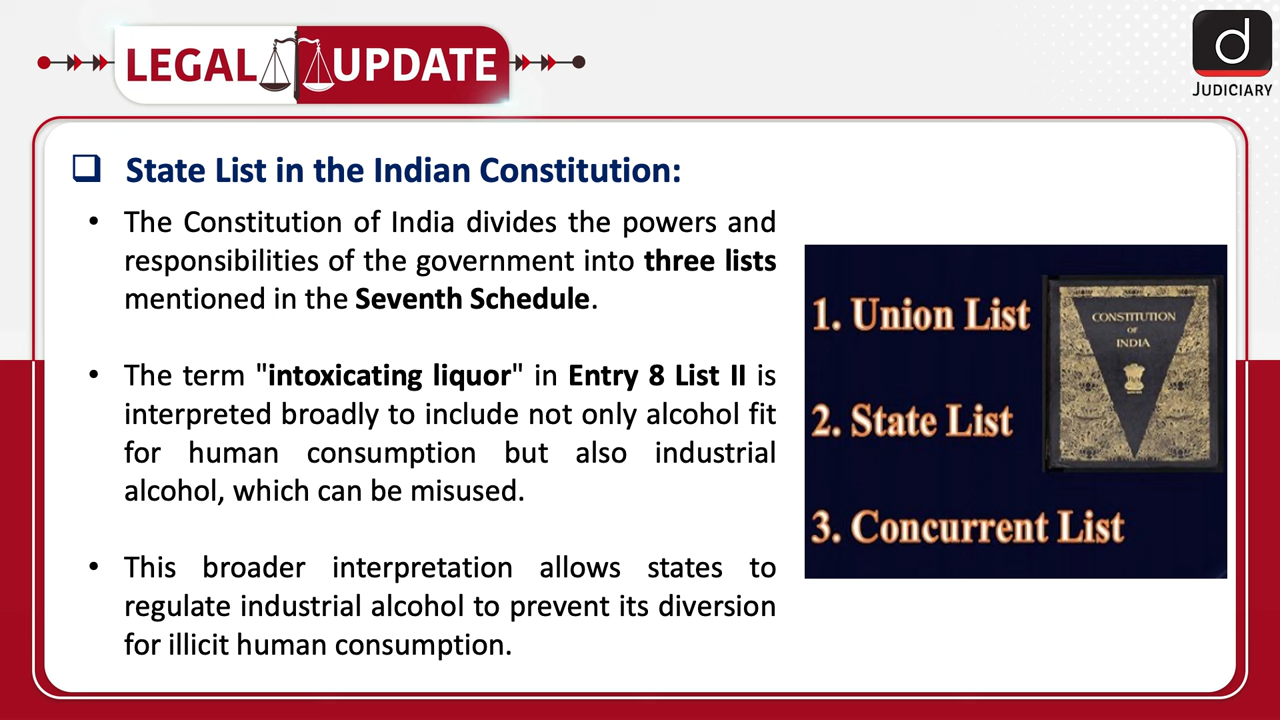 LEGAL UPDATE
d
JUDICIARY
❑ State List in the Indian Constitution:
• The Constitution of India divides the powers and
responsibilities of the government into three lists
mentioned in the Seventh Schedule.
• The term "intoxicating liquor" in Entry 8 List II is
interpreted broadly to include not only alcohol fit
for human consumption but also industrial
alcohol, which can be misused.
• This broader interpretation allows states to
regulate industrial alcohol to prevent its diversion
for illicit human consumption.
1. Union List
2. State List
3. Concurrent List
CONSTITUTION
OF
INDIA